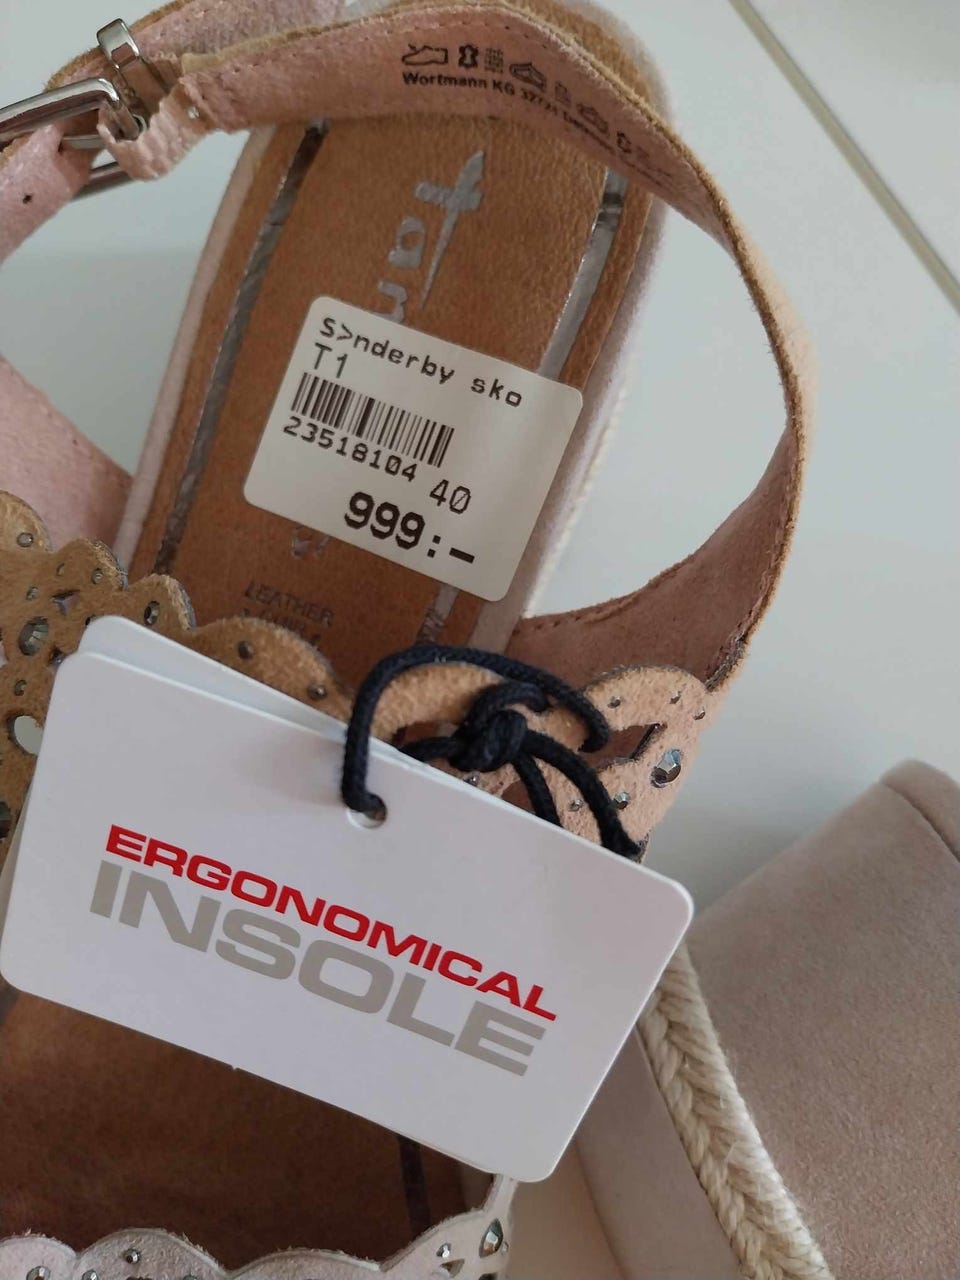 Wortmann KG
S>nderby sko
T1
23518104
40
999:-
LEATHER
ERGONOMICAL
INSOLE